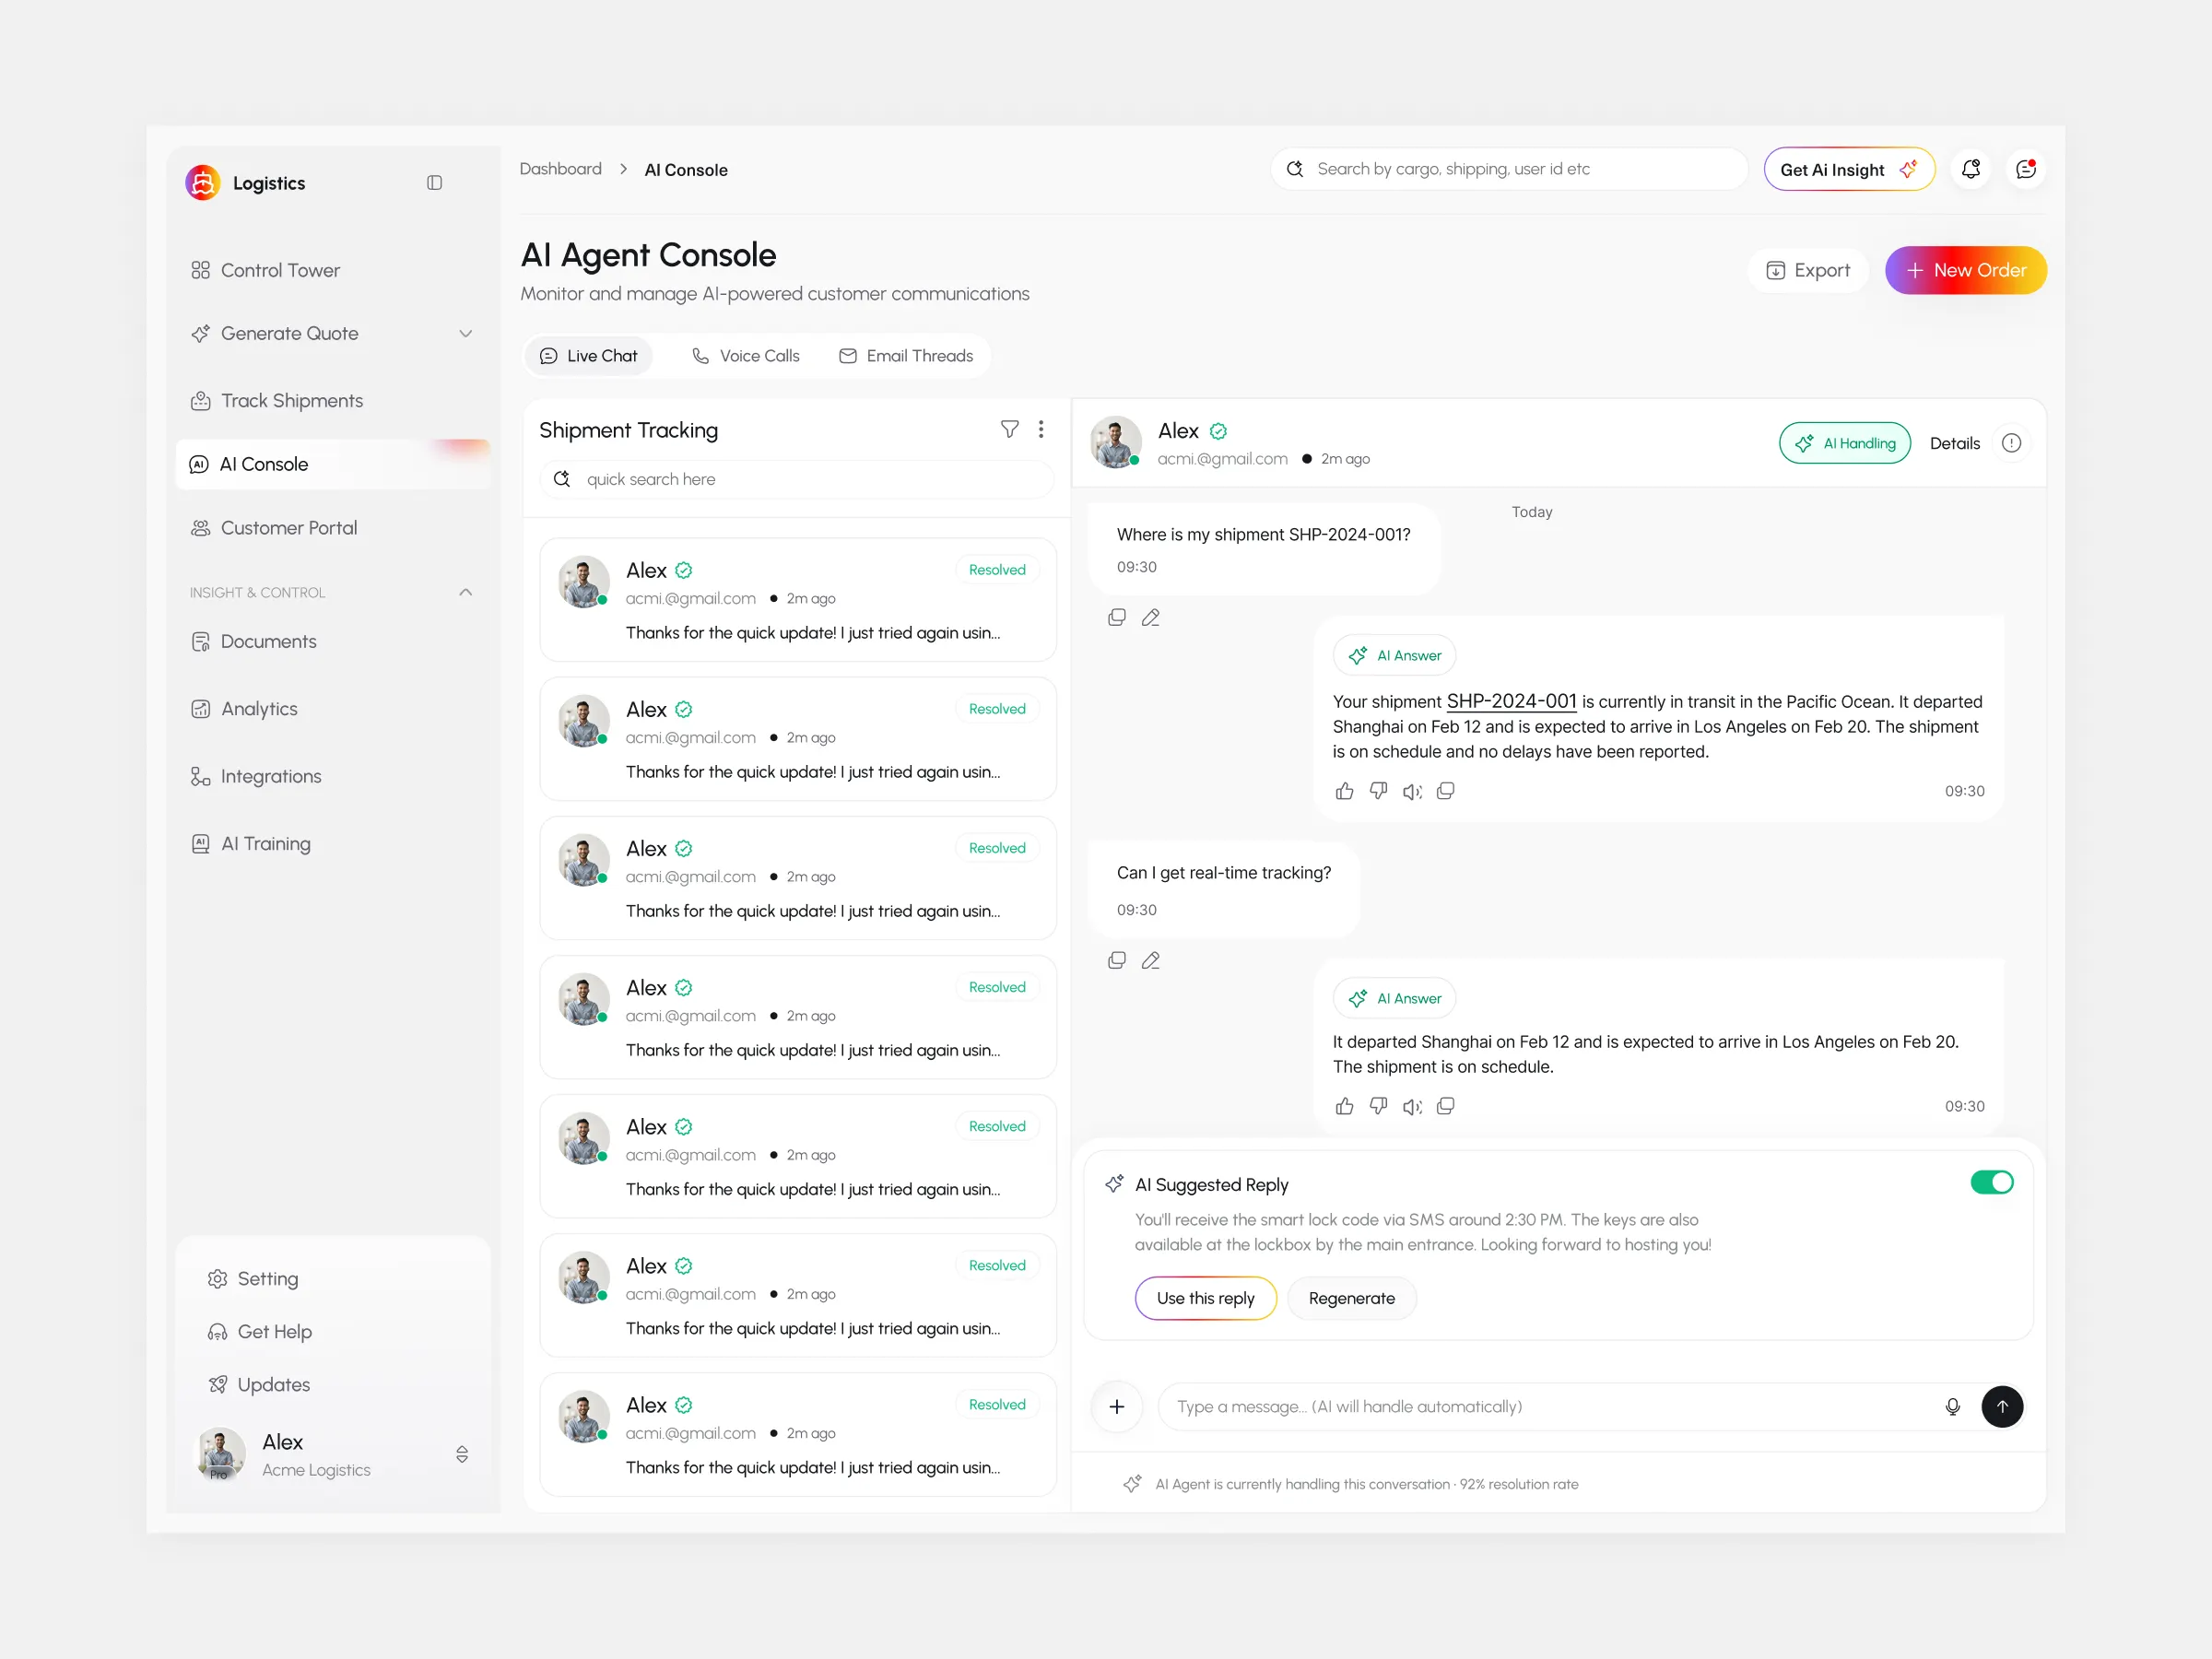 Logistics
Control Tower
Generate Quote
Track Shipments
AI Console
Customer Portal
INSIGHT & CONTROL
Documents
Analytics
Integrations
AI Training
Setting
Get Help
Updates
Pro
Alex
Acme Logistics
Dashboard > AI Console
Search by cargo, shipping, user id etc
Get Ai Insight
AI Agent Console
Monitor and manage AI-powered customer communications
Export
+ New Order
Live Chat
Voice Calls
Email Threads
Shipment Tracking
quick search here
Alex
Resolved
acmi.@gmail.com • 2m ago
Thanks for the quick update! I just tried again usin...
Alex
Resolved
acmi.@gmail.com • 2m ago
Thanks for the quick update! I just tried again usin...
Alex
Resolved
acmi.@gmail.com • 2m ago
Thanks for the quick update! I just tried again usin...
Alex
Resolved
acmi.@gmail.com • 2m ago
Thanks for the quick update! I just tried again usin...
Alex
Resolved
acmi.@gmail.com • 2m ago
Thanks for the quick update! I just tried again usin...
Alex
Resolved
acmi.@gmail.com • 2m ago
Thanks for the quick update! I just tried again usin...
Alex
Resolved
acmi.@gmail.com • 2m ago
Thanks for the quick update! I just tried again usin...
Alex
acmi.@gmail.com • 2m ago
AI Handling
Details
Today
Where is my shipment SHP-2024-001?
09:30
AI Answer
Your shipment SHP-2024-001 is currently in transit in the Pacific Ocean. It departed
Shanghai on Feb 12 and is expected to arrive in Los Angeles on Feb 20. The shipment
is on schedule and no delays have been reported.
09:30
Can I get real-time tracking?
09:30
AI Answer
It departed Shanghai on Feb 12 and is expected to arrive in Los Angeles on Feb 20.
The shipment is on schedule.
09:30
AI Suggested Reply
You'll receive the smart lock code via SMS around 2:30 PM. The keys are also
available at the lockbox by the main entrance. Looking forward to hosting you!
Use this reply
Regenerate
Type a message... (AI will handle automatically)
AI Agent is currently handling this conversation · 92% resolution rate